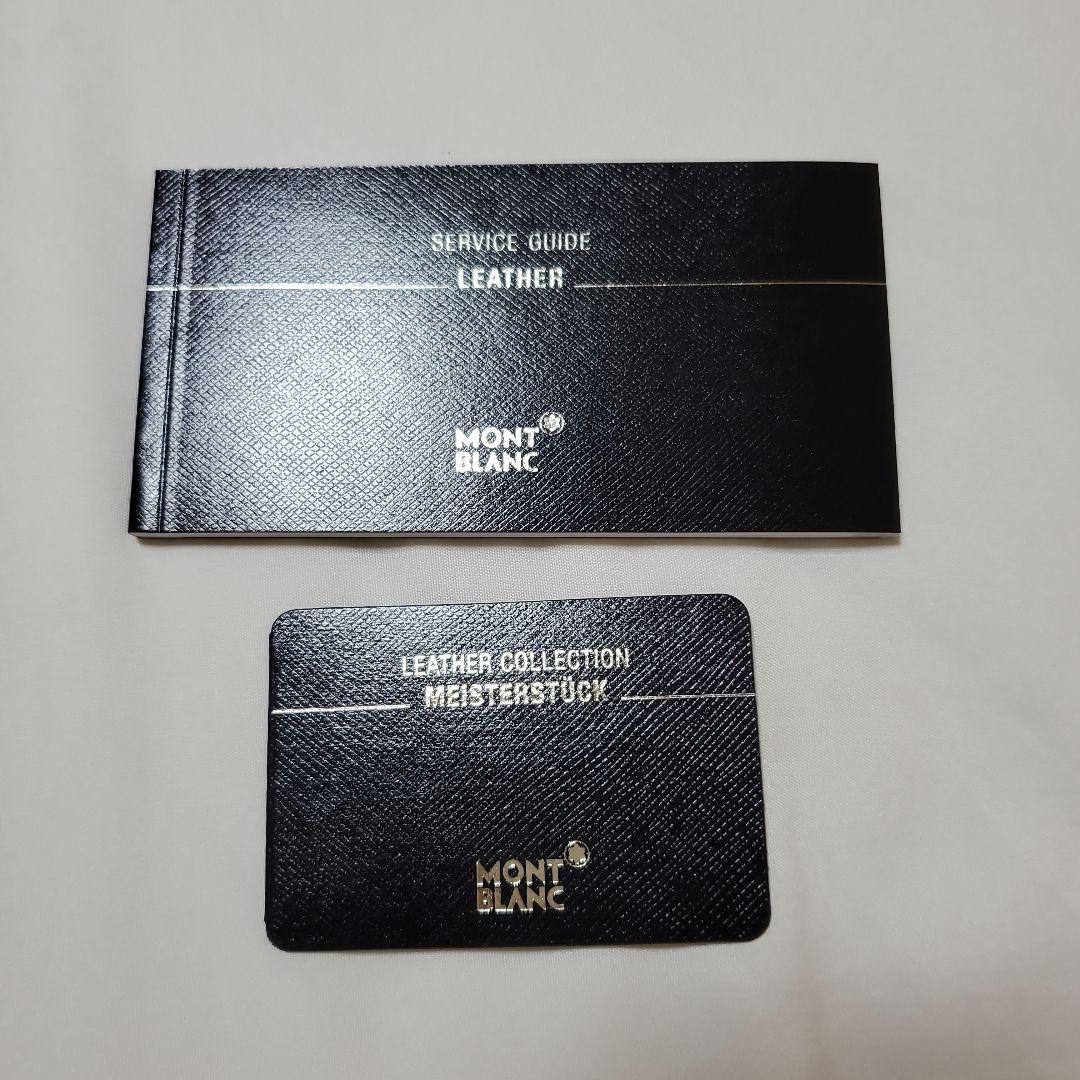 SERVICE GUIDE
LEATHER
MONT
BLANC
LEATHER COLLECTION
MEISTERSTÜCK
MONT
BLANC